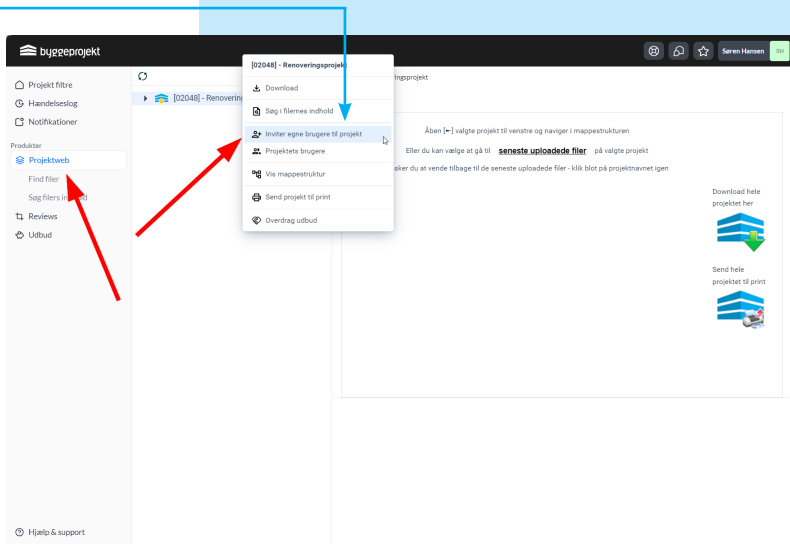 byggeprojekt
Søren Hansen
SH
Projekt filtre
Hændelseslog
Notifikationer
Produkter
Projektweb
Find filer
Søg filers
Reviews
Udbud
Hjælp & support
[02048] - Renovering
[02048] - Renoveringsprojekt
Download
Søg i filernes indhold
Inviter egne brugere til projekt
Projektets brugere
Vis mappestruktur
Send projekt til print
Overdrag udbud
ringsprojekt
Åben [←] valgte projekt til venstre og naviger i mappestrukturen
Eller du kan vælge at gå til seneste uploadede filer på valgte projekt
sker du at vende tilbage til de seneste uploadede filer - klik blot på projektnavnet igen
Download hele
projektet her
Send hele
projektet til print